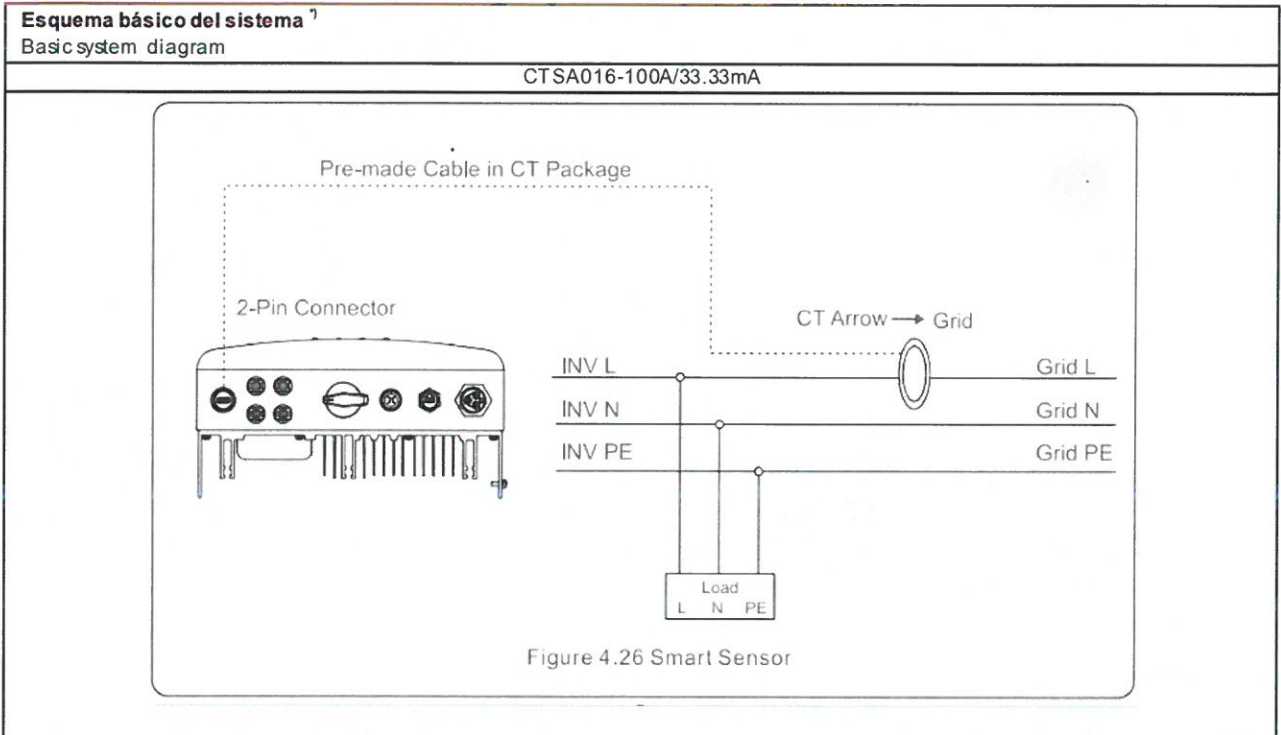 Esquema básico del sistema *)
Basic system diagram
CTSA016-100A/33.33mA
Pre-made Cable in CT Package
2-Pin Connector
CT Arrow → Grid
INV L
Grid L
INV N
Grid N
INV PE
Grid PE
Load
L N PE
Figure 4.26 Smart Sensor